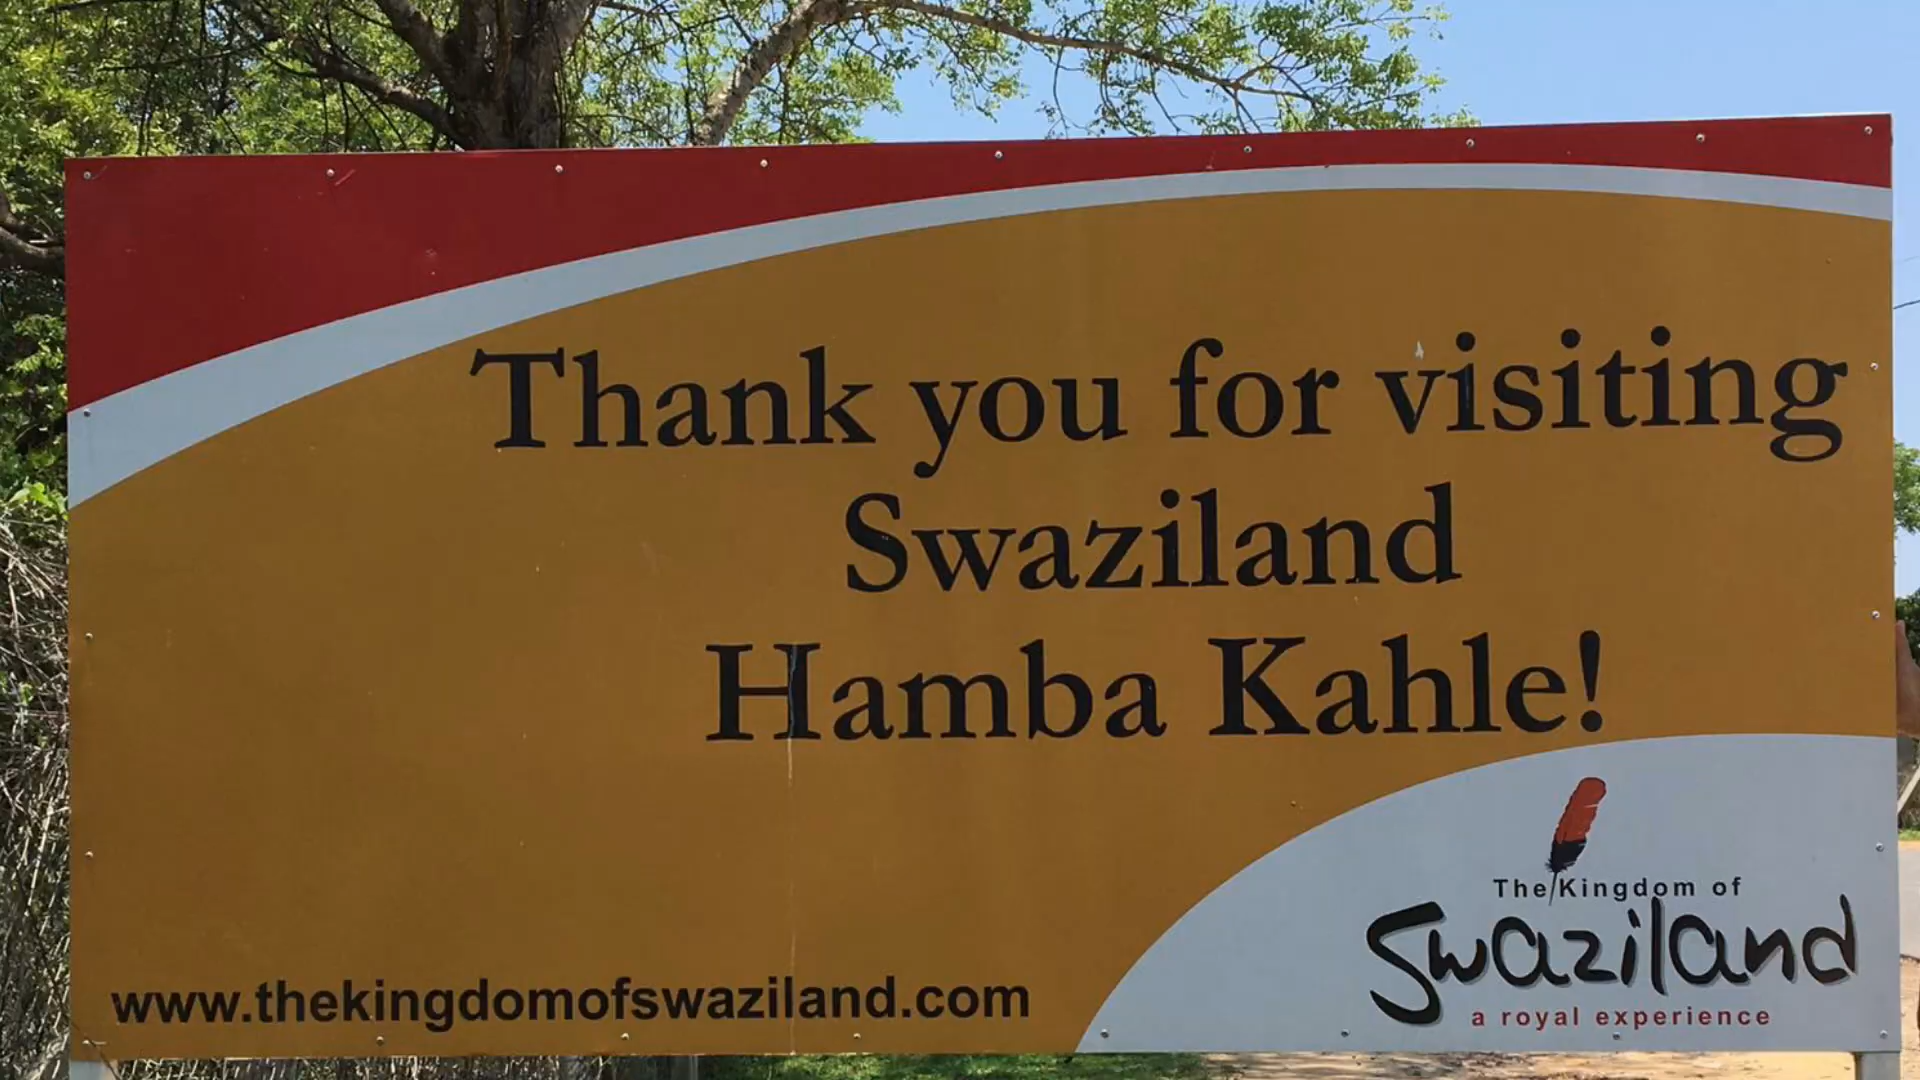 Thank you for visiting
Swaziland
Hamba Kahle!
The Kingdom of
Swaziland
a royal experience
www.thekingdomofswaziland.com